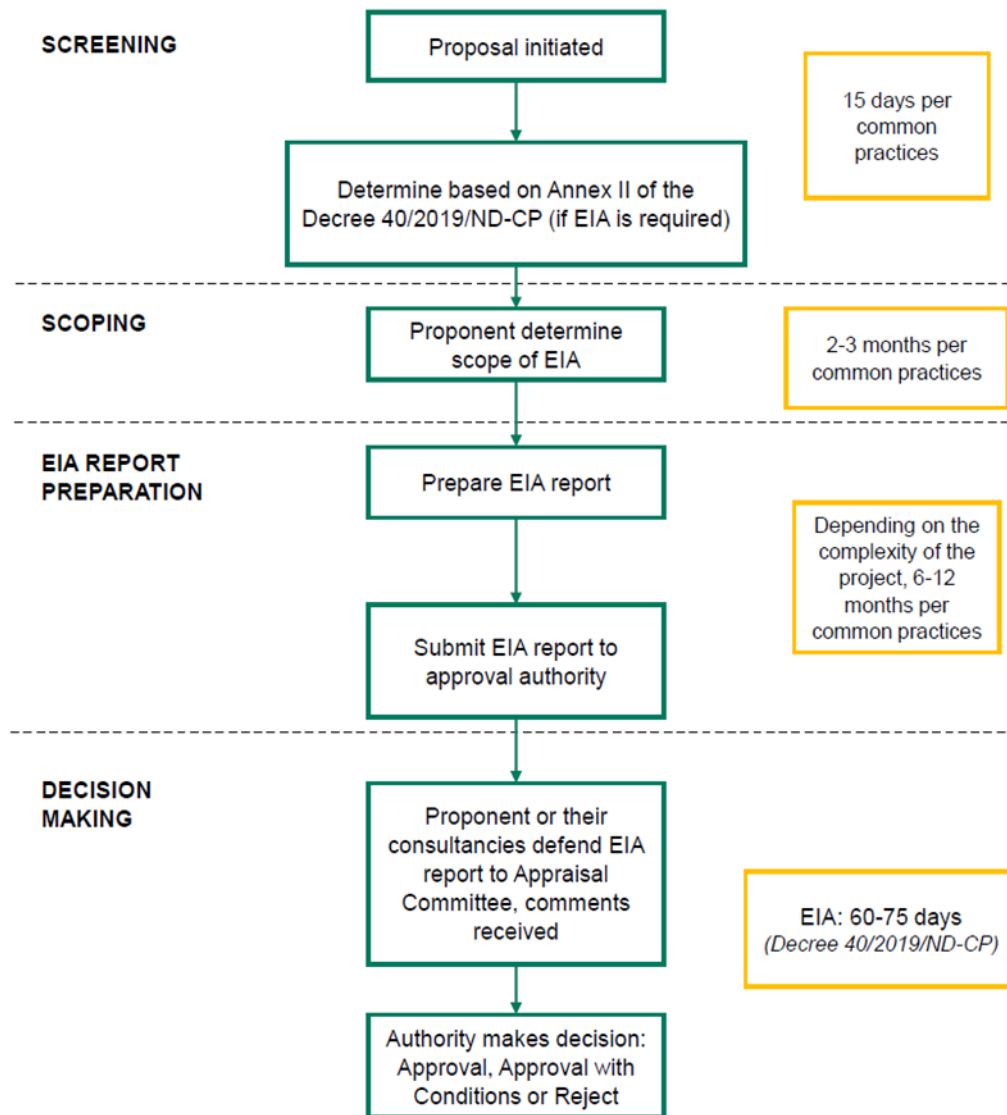 SCREENING
Proposal initiated
15 days per
common
practices
Determine based on Annex II of the
Decree 40/2019/ND-CP (if EIA is required)
SCOPING
Proponent determine
scope of EIA
2-3 months per
common practices
EIA REPORT
PREPARATION
Prepare EIA report
Depending on the
complexity of the
project, 6-12
months per
common practices
Submit EIA report to
approval authority
DECISION
MAKING
Proponent or their
consultancies defend EIA
report to Appraisal
Committee, comments
received
EIA: 60-75 days
(Decree 40/2019/ND-CP)
Authority makes decision:
Approval, Approval with
Conditions or Reject